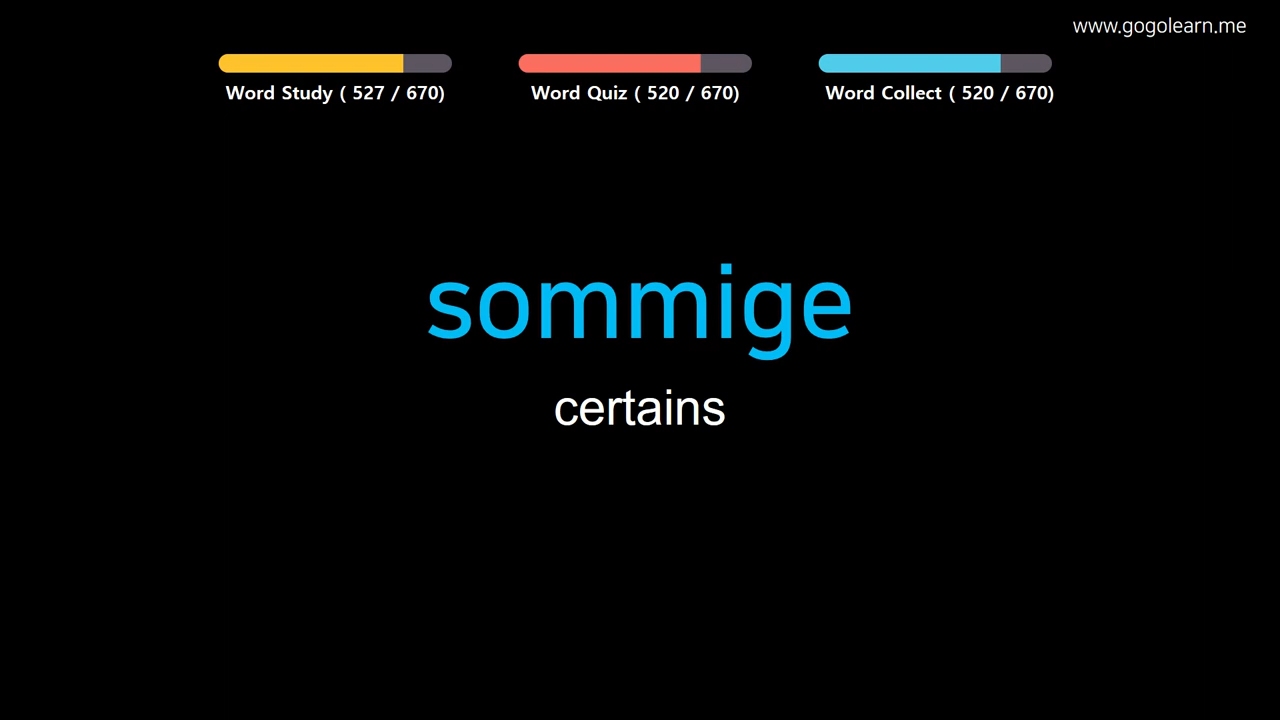 www.gogolearn.me
Word Study ( 527 / 670)
Word Quiz ( 520 / 670)
Word Collect ( 520 / 670)
sommige
certains